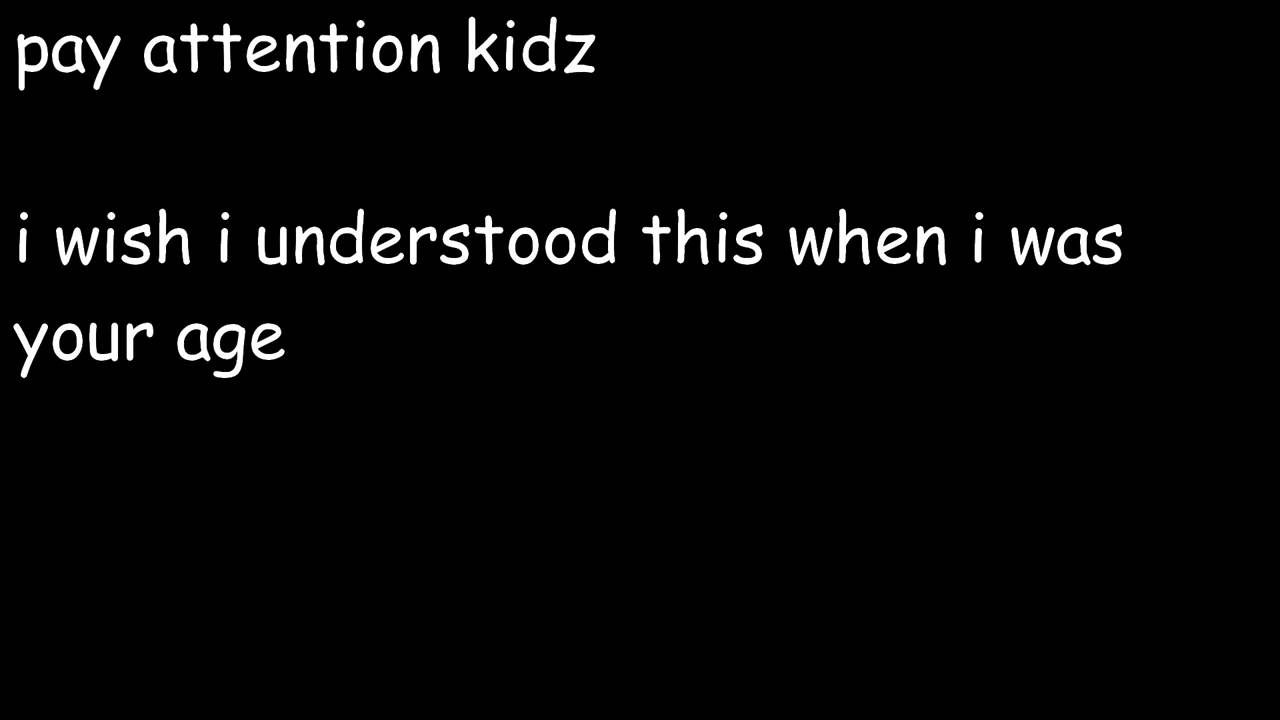 pay attention kidz
i wish i understood this when i was
your age